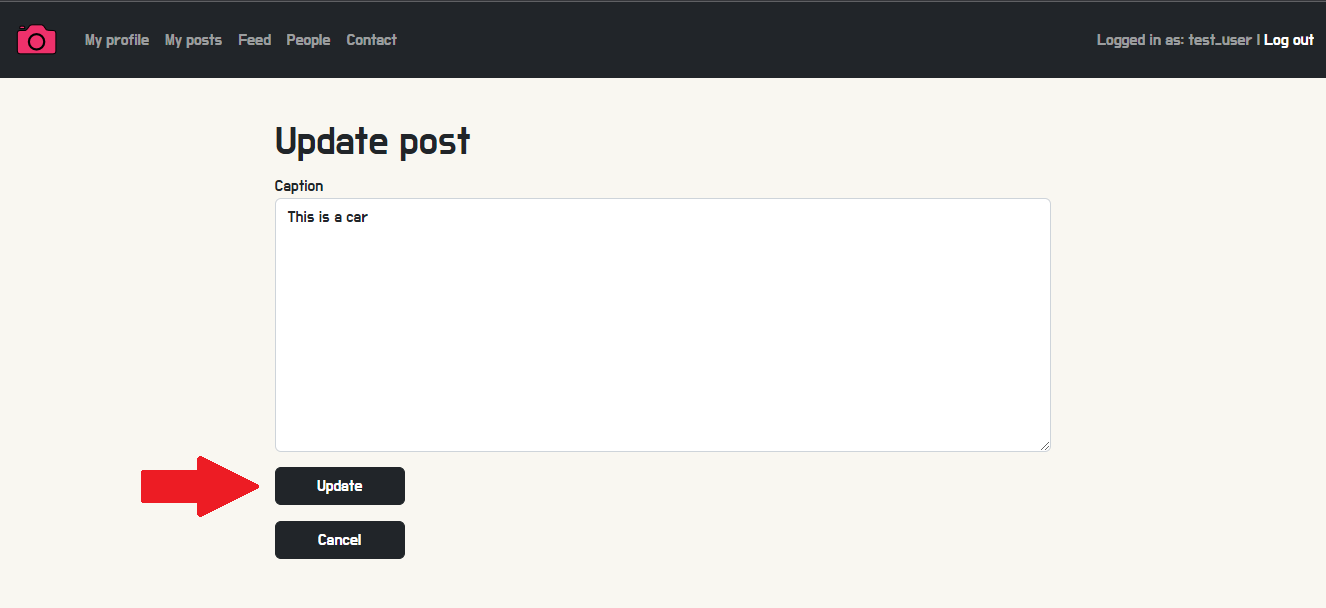 My profile My posts Feed People Contact Logged in as: test_user | Log out
Update post
Caption
This is a car
Update
Cancel